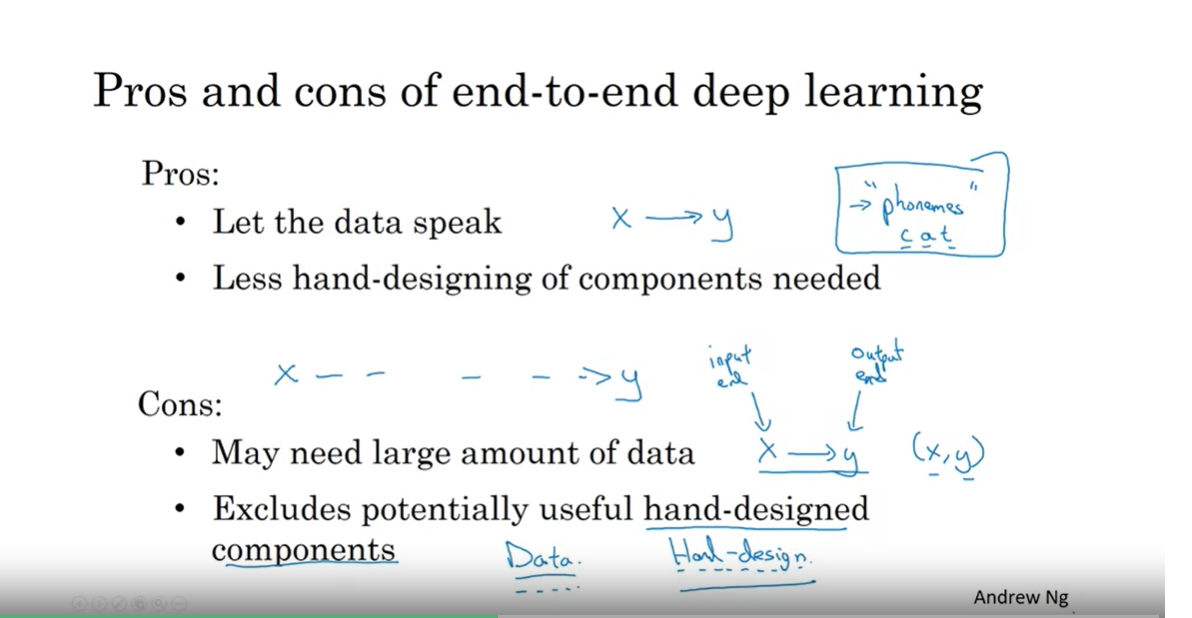 Pros and cons of end-to-end deep learning
Pros:
• Let the data speak
x → y
→ "phonemes"
c a t
• Less hand-designing of components needed
x - - - - -> y
input
end
output
end
Cons:
• May need large amount of data
x → y
(x, y)
• Excludes potentially useful hand-designed
components
Data.
Hand-design.
Andrew Ng